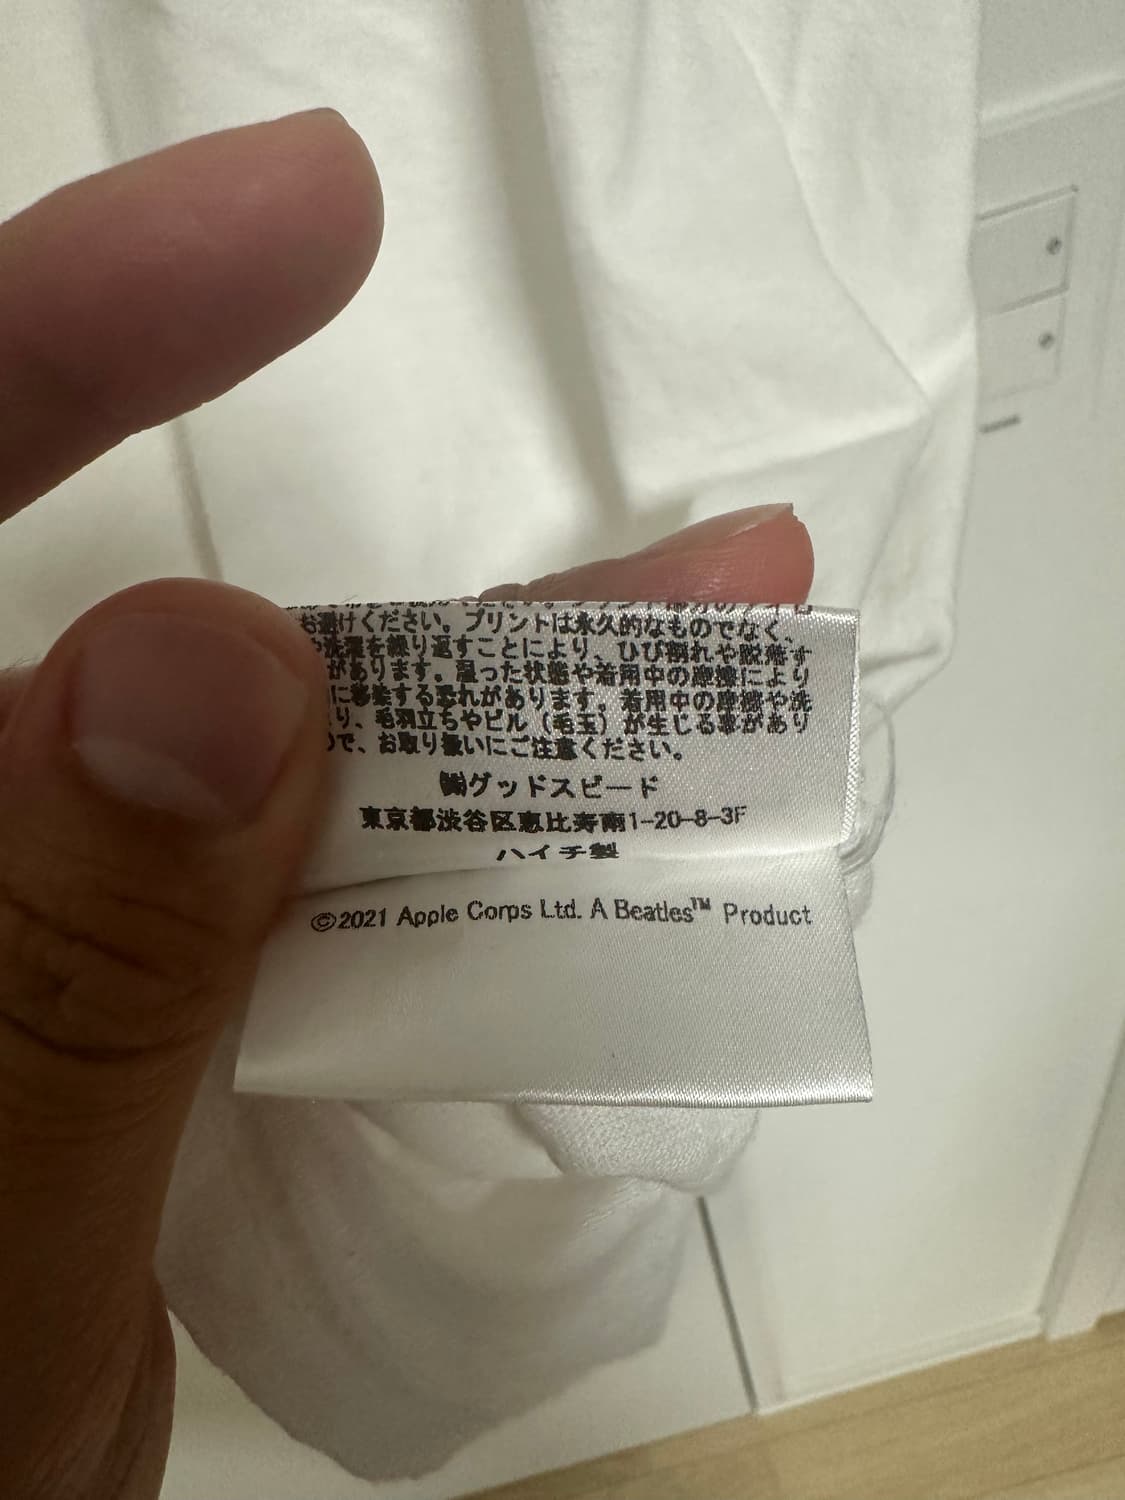 お避けください。プリントは永久的なものでなく、
洗濯を繰り返すことにより、ひび割れや脱落す
があります。湿った状態や着用中の摩擦により
に移染する恐れがあります。着用中の摩擦や洗
り、毛羽立ちやピル（毛玉）が生じる事があり
で、お取り扱いにご注意ください。
㈱グッドスピード
東京都渋谷区恵比寿南1-20-8-3F
ハイチ製
©2021 Apple Corps Ltd. A Beatles™ Product